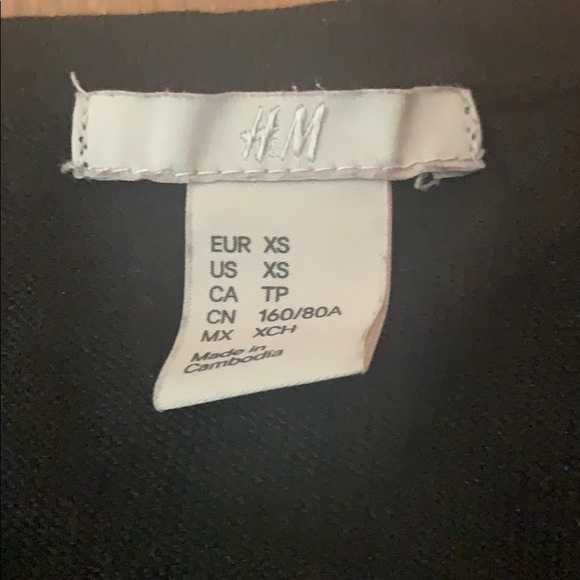 H&M
EUR XS
US XS
CA TP
CN 160/80A
MX XCH
Made in
Cambodia